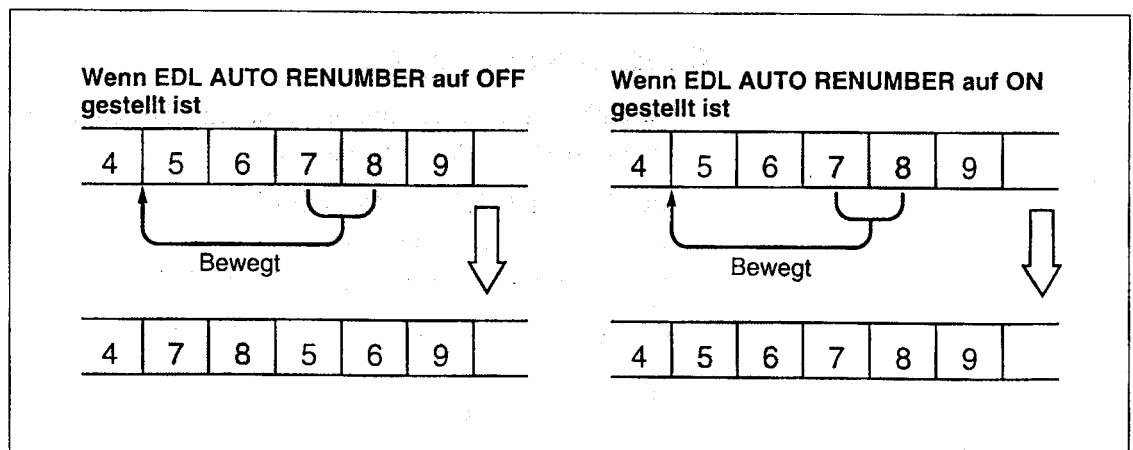 Wenn EDL AUTO RENUMBER auf OFF
gestellt ist
4 5 6 7 8 9
Bewegt
4 7 8 5 6 9
Wenn EDL AUTO RENUMBER auf ON
gestellt ist
4 5 6 7 8 9
Bewegt
4 5 6 7 8 9